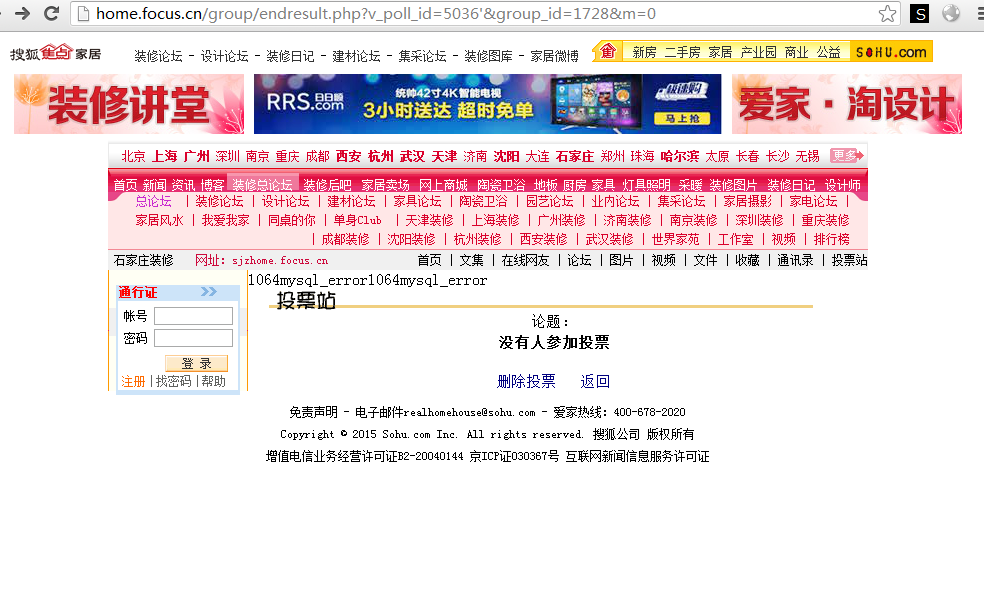 home.focus.cn/group/endresult.php?v_poll_id=5036'&group_id=1728&m=0
搜狐焦点家居
装修论坛 - 设计论坛 - 装修日记 - 建材论坛 - 集采论坛 - 装修图库 - 家居微博
新房 二手房 家居 产业园 商业 公益 SOHU.com
装修讲堂
RRS.com 日日顺
统帅42寸4K智能电视
3小时送达 超时免单
马上抢
爱家·淘设计
北京 上海 广州 深圳 南京 重庆 成都 西安 杭州 武汉 天津 济南 沈阳 大连 石家庄 郑州 珠海 哈尔滨 太原 长春 长沙 无锡 更多
首页 新闻 资讯 博客 装修总论坛 装修后吧 家居卖场 网上商城 陶瓷卫浴 地板 厨房 家具 灯具照明 采暖 装修图片 装修日记 设计师
总论坛 | 装修论坛 | 设计论坛 | 建材论坛 | 家具论坛 | 陶瓷卫浴 | 园艺论坛 | 业内论坛 | 集采论坛 | 家居摄影 | 家电论坛 |
家居风水 | 我爱我家 | 同桌的你 | 单身Club | 天津装修 | 上海装修 | 广州装修 | 济南装修 | 南京装修 | 深圳装修 | 重庆装修
| 成都装修 | 沈阳装修 | 杭州装修 | 西安装修 | 武汉装修 | 世界家苑 | 工作室 | 视频 | 排行榜
石家庄装修 网址: sjzhome.focus.cn 首页 | 文集 | 在线网友 | 论坛 | 图片 | 视频 | 文件 | 收藏 | 通讯录 | 投票站
1064mysql_error1064mysql_error
通行证 >>
投票站
帐号
密码
登 录
注册 | 找密码 | 帮助
论题：
没有人参加投票
删除投票 返回
免责声明 - 电子邮件realhomehouse@sohu.com - 爱家热线: 400-678-2020
Copyright © 2015 Sohu.com Inc. All rights reserved. 搜狐公司 版权所有
增值电信业务经营许可证B2-20040144 京ICP证030367号 互联网新闻信息服务许可证